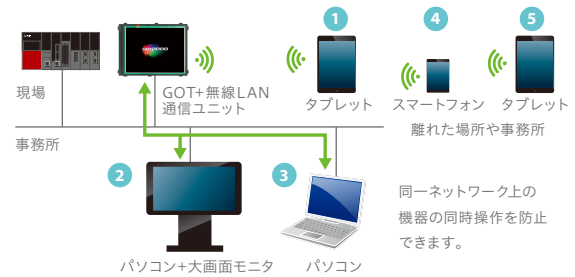 1
4
5
GOT2000
現場
GOT+無線LAN
通信ユニット
タブレット
スマートフォン
タブレット
離れた場所や事務所
事務所
2
3
同一ネットワーク上の
機器の同時操作を防止
できます。
パソコン+大画面モニタ
パソコン